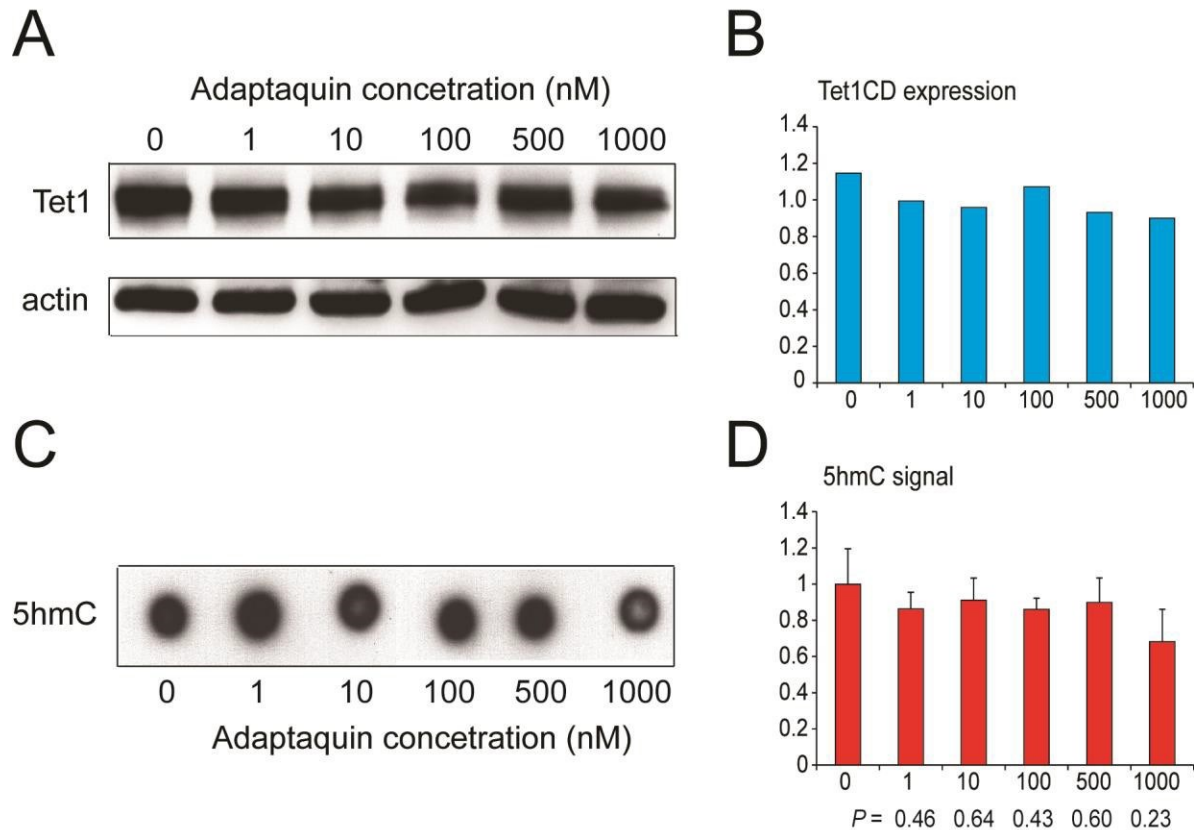 A
Adaptaquin concetration (nM)
0 1 10 100 500 1000
Tet1
actin
B
Tet1CD expression
1.4
1.2
1.0
0.8
0.6
0.4
0.2
0
0 1 10 100 500 1000
C
5hmC
0 1 10 100 500 1000
Adaptaquin concetration (nM)
D
5hmC signal
1.4
1.2
1
0.8
0.6
0.4
0.2
0
0 1 10 100 500 1000
P = 0.46 0.64 0.43 0.60 0.23